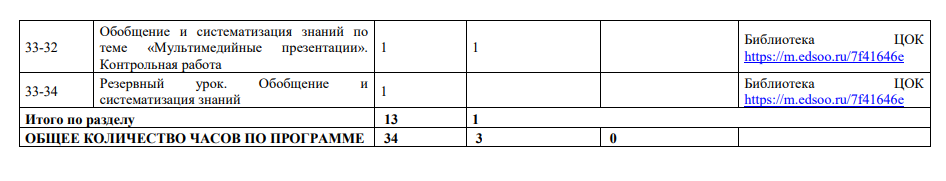 33-32 Обобщение и систематизация знаний по теме «Мультимедийные презентации». Контрольная работа 1 1 Библиотека ЦОК https://m.edsoo.ru/7f41646e
33-34 Резервный урок. Обобщение и систематизация знаний 1 Библиотека ЦОК https://m.edsoo.ru/7f41646e
Итого по разделу 13 1
ОБЩЕЕ КОЛИЧЕСТВО ЧАСОВ ПО ПРОГРАММЕ 34 3 0